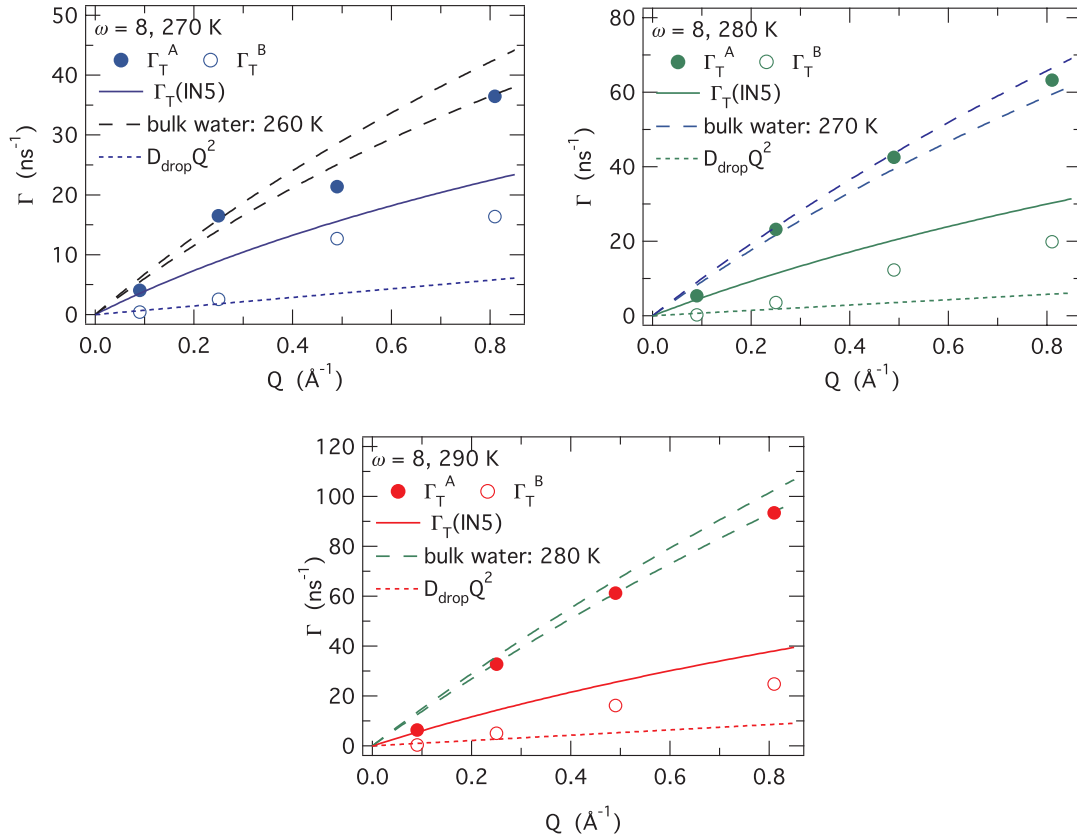 ω = 8, 270 K
Γ_T^A Γ_T^B
Γ_T(IN5)
bulk water: 260 K
D_drop Q^2
50
40
30
20
10
0
Γ (ns^-1)
0.0 0.2 0.4 0.6 0.8
Q (Å^-1)
ω = 8, 280 K
Γ_T^A Γ_T^B
Γ_T(IN5)
bulk water: 270 K
D_drop Q^2
80
60
40
20
0
Γ (ns^-1)
0.0 0.2 0.4 0.6 0.8
Q (Å^-1)
ω = 8, 290 K
Γ_T^A Γ_T^B
Γ_T(IN5)
bulk water: 280 K
D_drop Q^2
120
100
80
60
40
20
0
Γ (ns^-1)
0.0 0.2 0.4 0.6 0.8
Q (Å^-1)